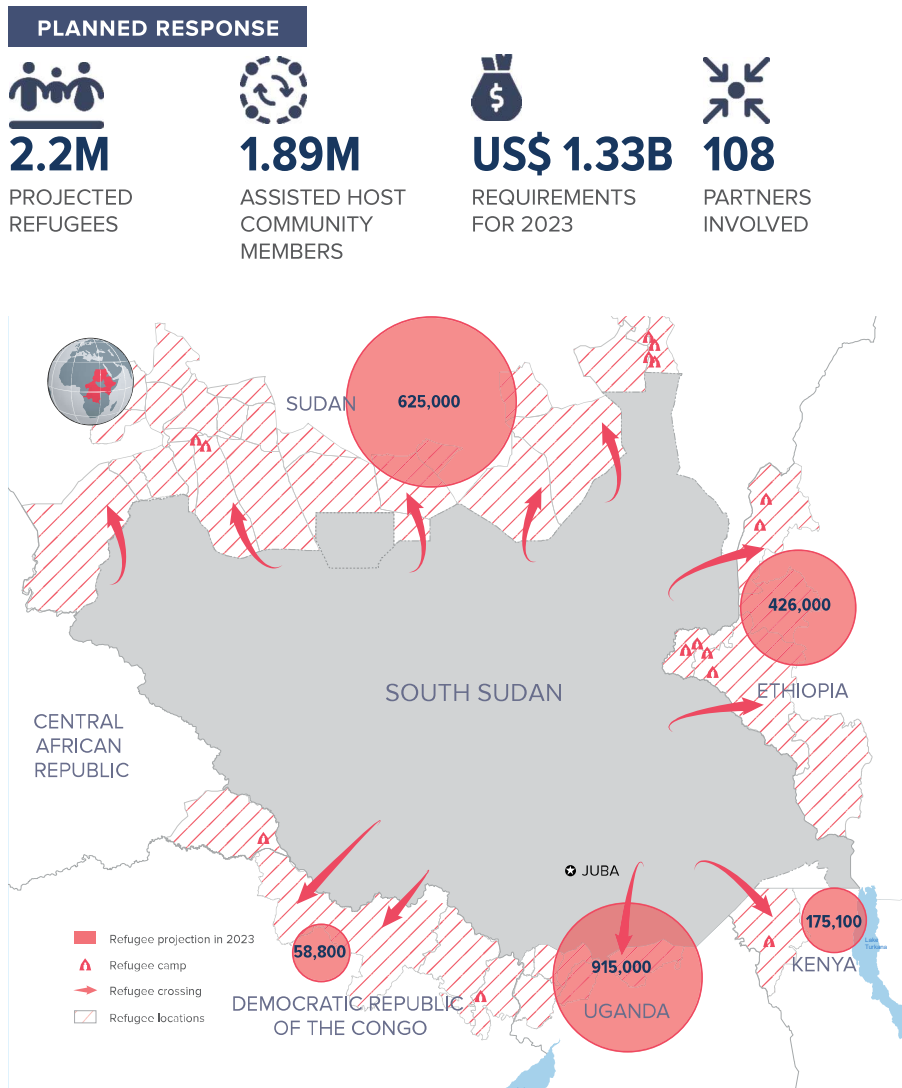 PLANNED RESPONSE
2.2M
PROJECTED
REFUGEES
1.89M
ASSISTED HOST
COMMUNITY
MEMBERS
US$ 1.33B
REQUIREMENTS
FOR 2023
108
PARTNERS
INVOLVED
SUDAN
625,000
426,000
ETHIOPIA
SOUTH SUDAN
CENTRAL
AFRICAN
REPUBLIC
JUBA
175,100
Lake
Turkana
KENYA
58,800
915,000
UGANDA
DEMOCRATIC REPUBLIC
OF THE CONGO
Refugee projection in 2023
Refugee camp
Refugee crossing
Refugee locations